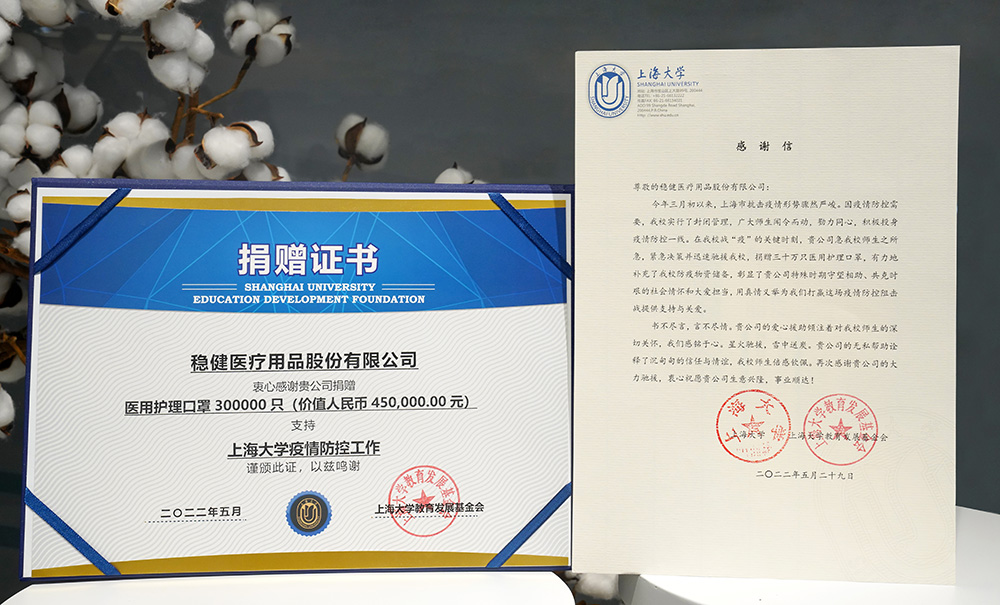 捐赠证书
SHANGHAI UNIVERSITY
EDUCATION DEVELOPMENT FOUNDATION
稳健医疗用品股份有限公司
衷心感谢贵公司捐赠
医用护理口罩 300000 只（价值人民币 450,000.00 元）
支持
上海大学疫情防控工作
谨颁此证，以兹鸣谢
二〇二二年五月
上海大学教育发展基金会
上海大学
SHANGHAI UNIVERSITY
感谢信
尊敬的稳健医疗用品股份有限公司：
今年三月初以来，上海市抗击疫情形势骤然严峻。因疫情防控需
要，我校实行了封闭管理，广大师生闻令而动，勠力同心，积极投身
疫情防控一线。在我校战“疫”的关键时刻，贵公司急我校师生之所
急，紧急决策并迅速驰援我校，捐赠三十万只医用护理口罩，有力地
补充了我校防疫物资储备，彰显了贵公司特殊时期守望相助、共克时
艰的社会情怀和大爱担当，用真情义举为我们打赢这场疫情防控阻击
战提供支持与关爱。
书不尽言，言不尽情。贵公司的爱心援助倾注着对我校师生的深
切关怀，我们感铭于心。星火驰援，雪中送炭。贵公司的无私帮助诠
释了沉甸甸的信任与情谊，我校师生倍感钦佩。再次感谢贵公司的大
力驰援，衷心祝愿贵公司生意兴隆，事业顺达！
上海大学 上海大学教育发展基金会
二〇二二年五月二十九日